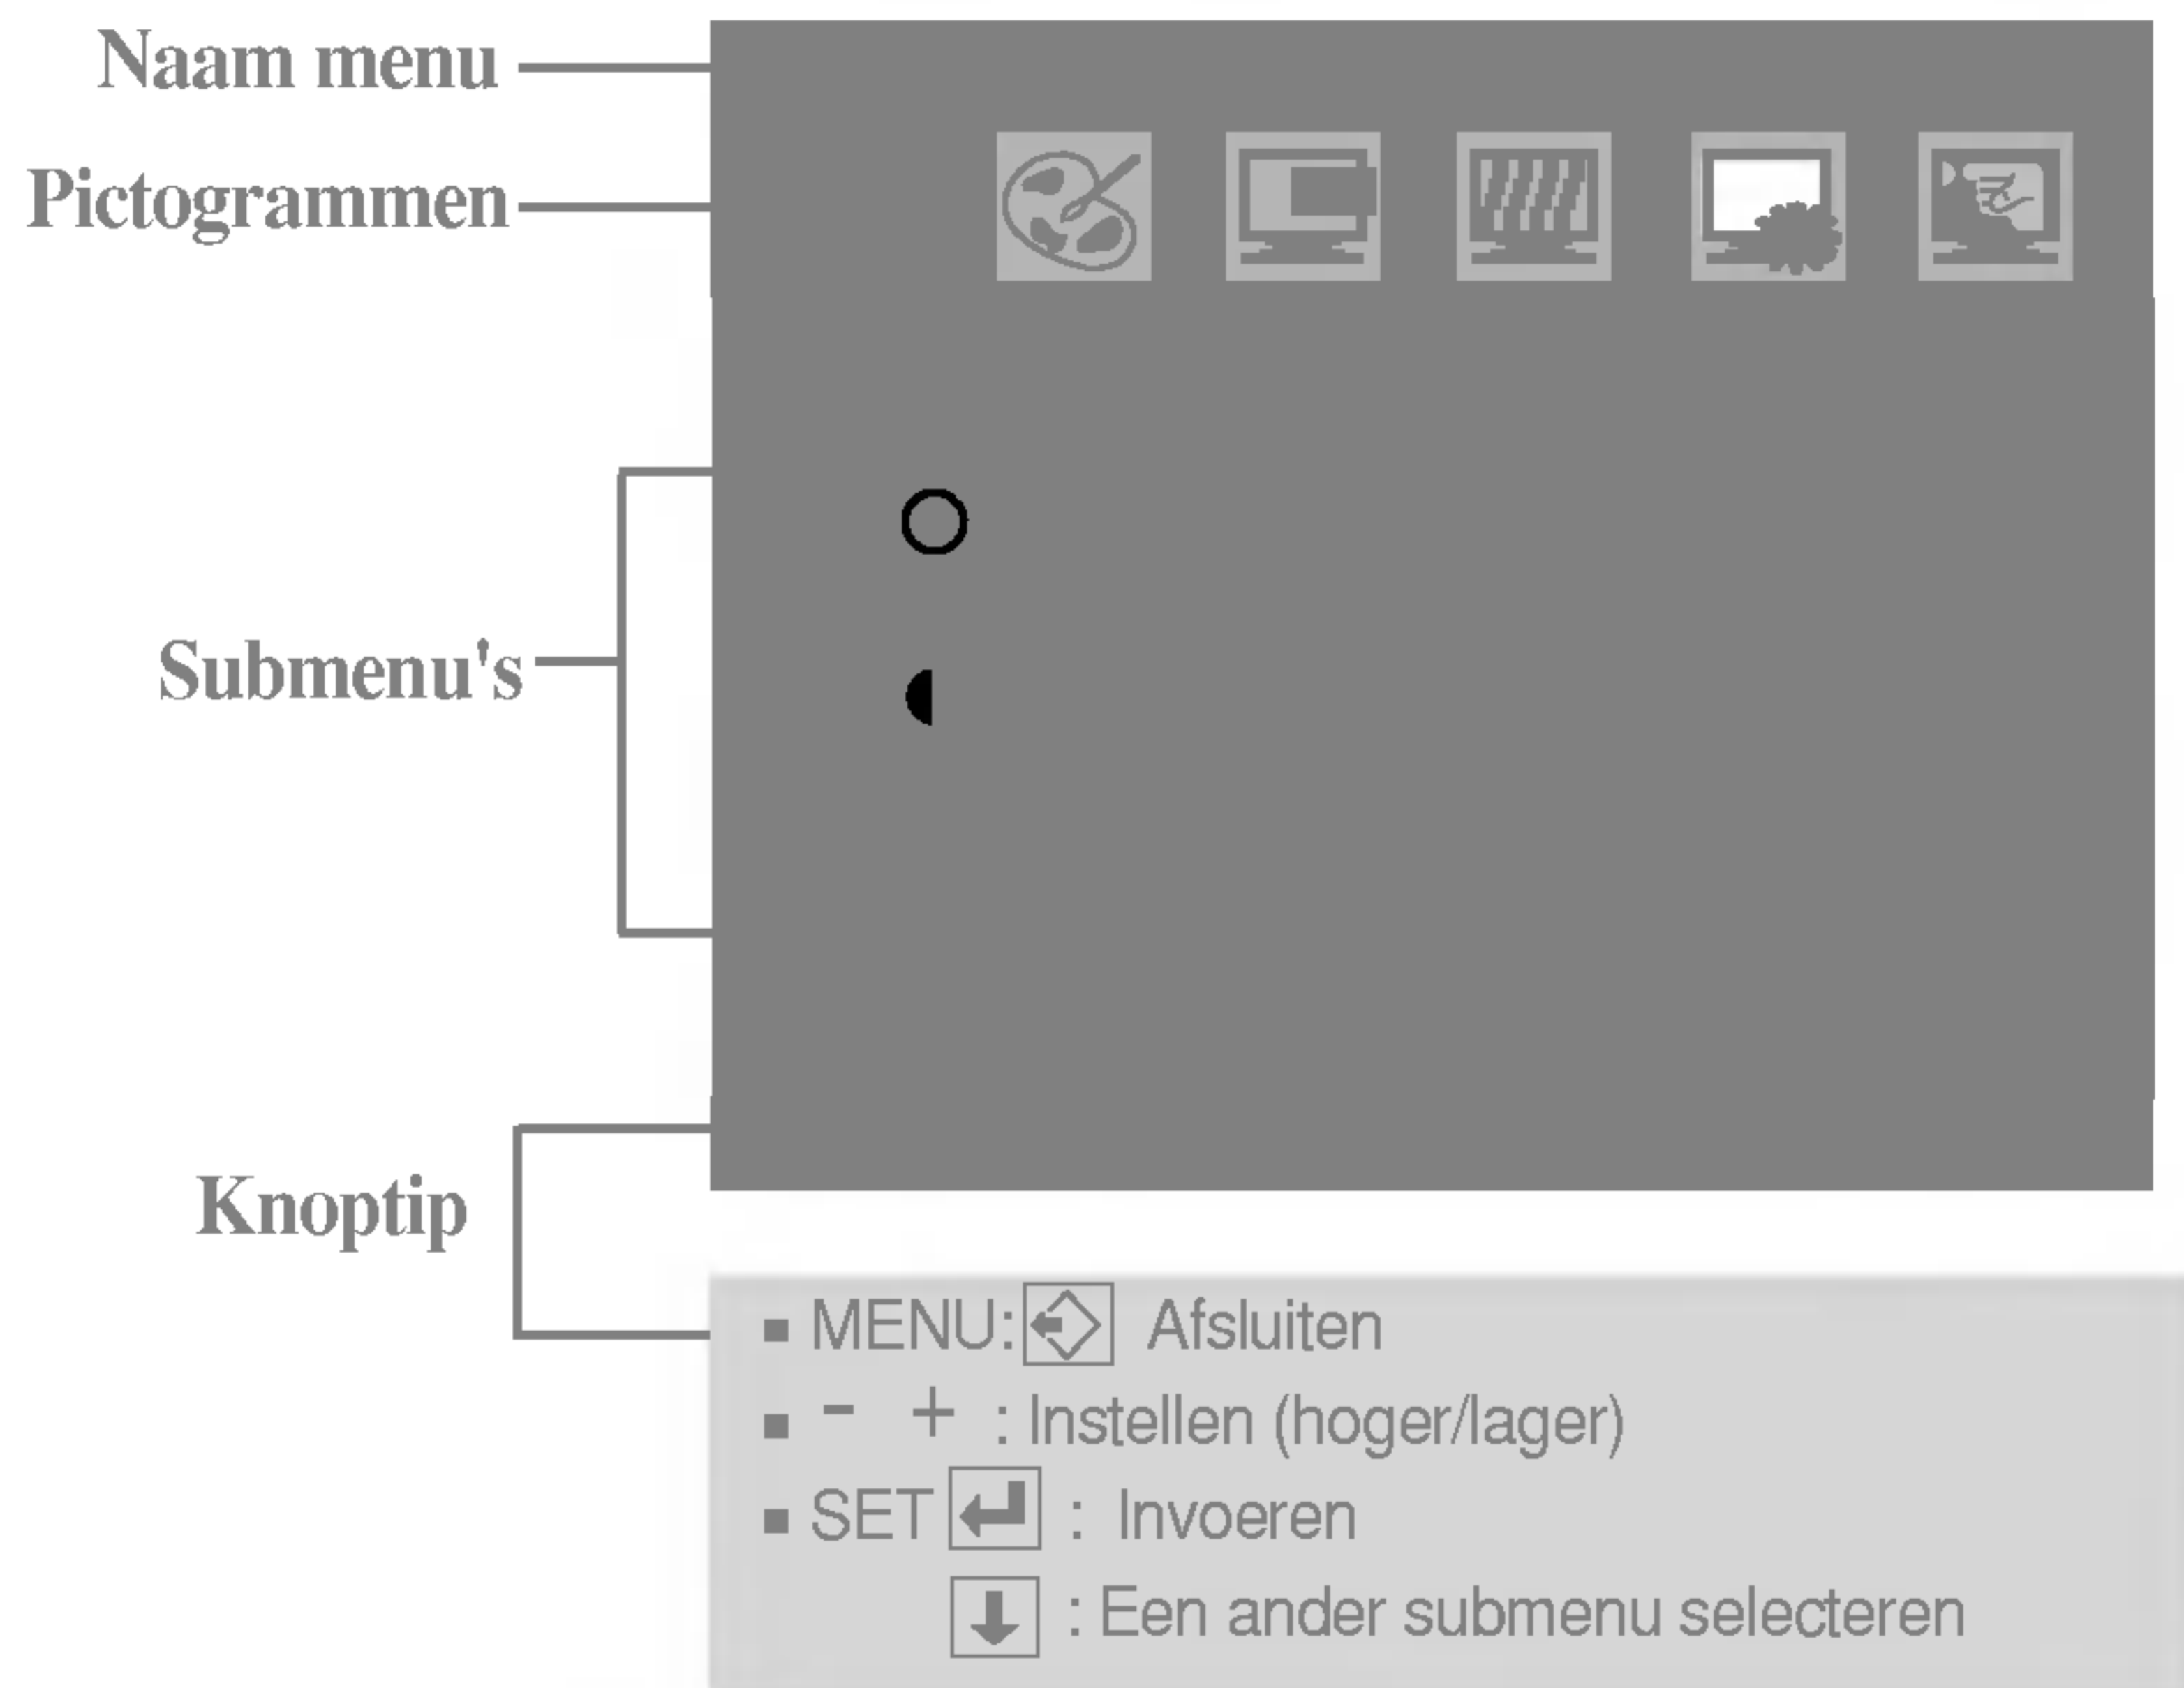 Naam menu
Pictogrammen
Submenu's
Knoptip
▪ MENU: Afsluiten
▪ - + : Instellen (hoger/lager)
▪ SET : Invoeren
: Een ander submenu selecteren